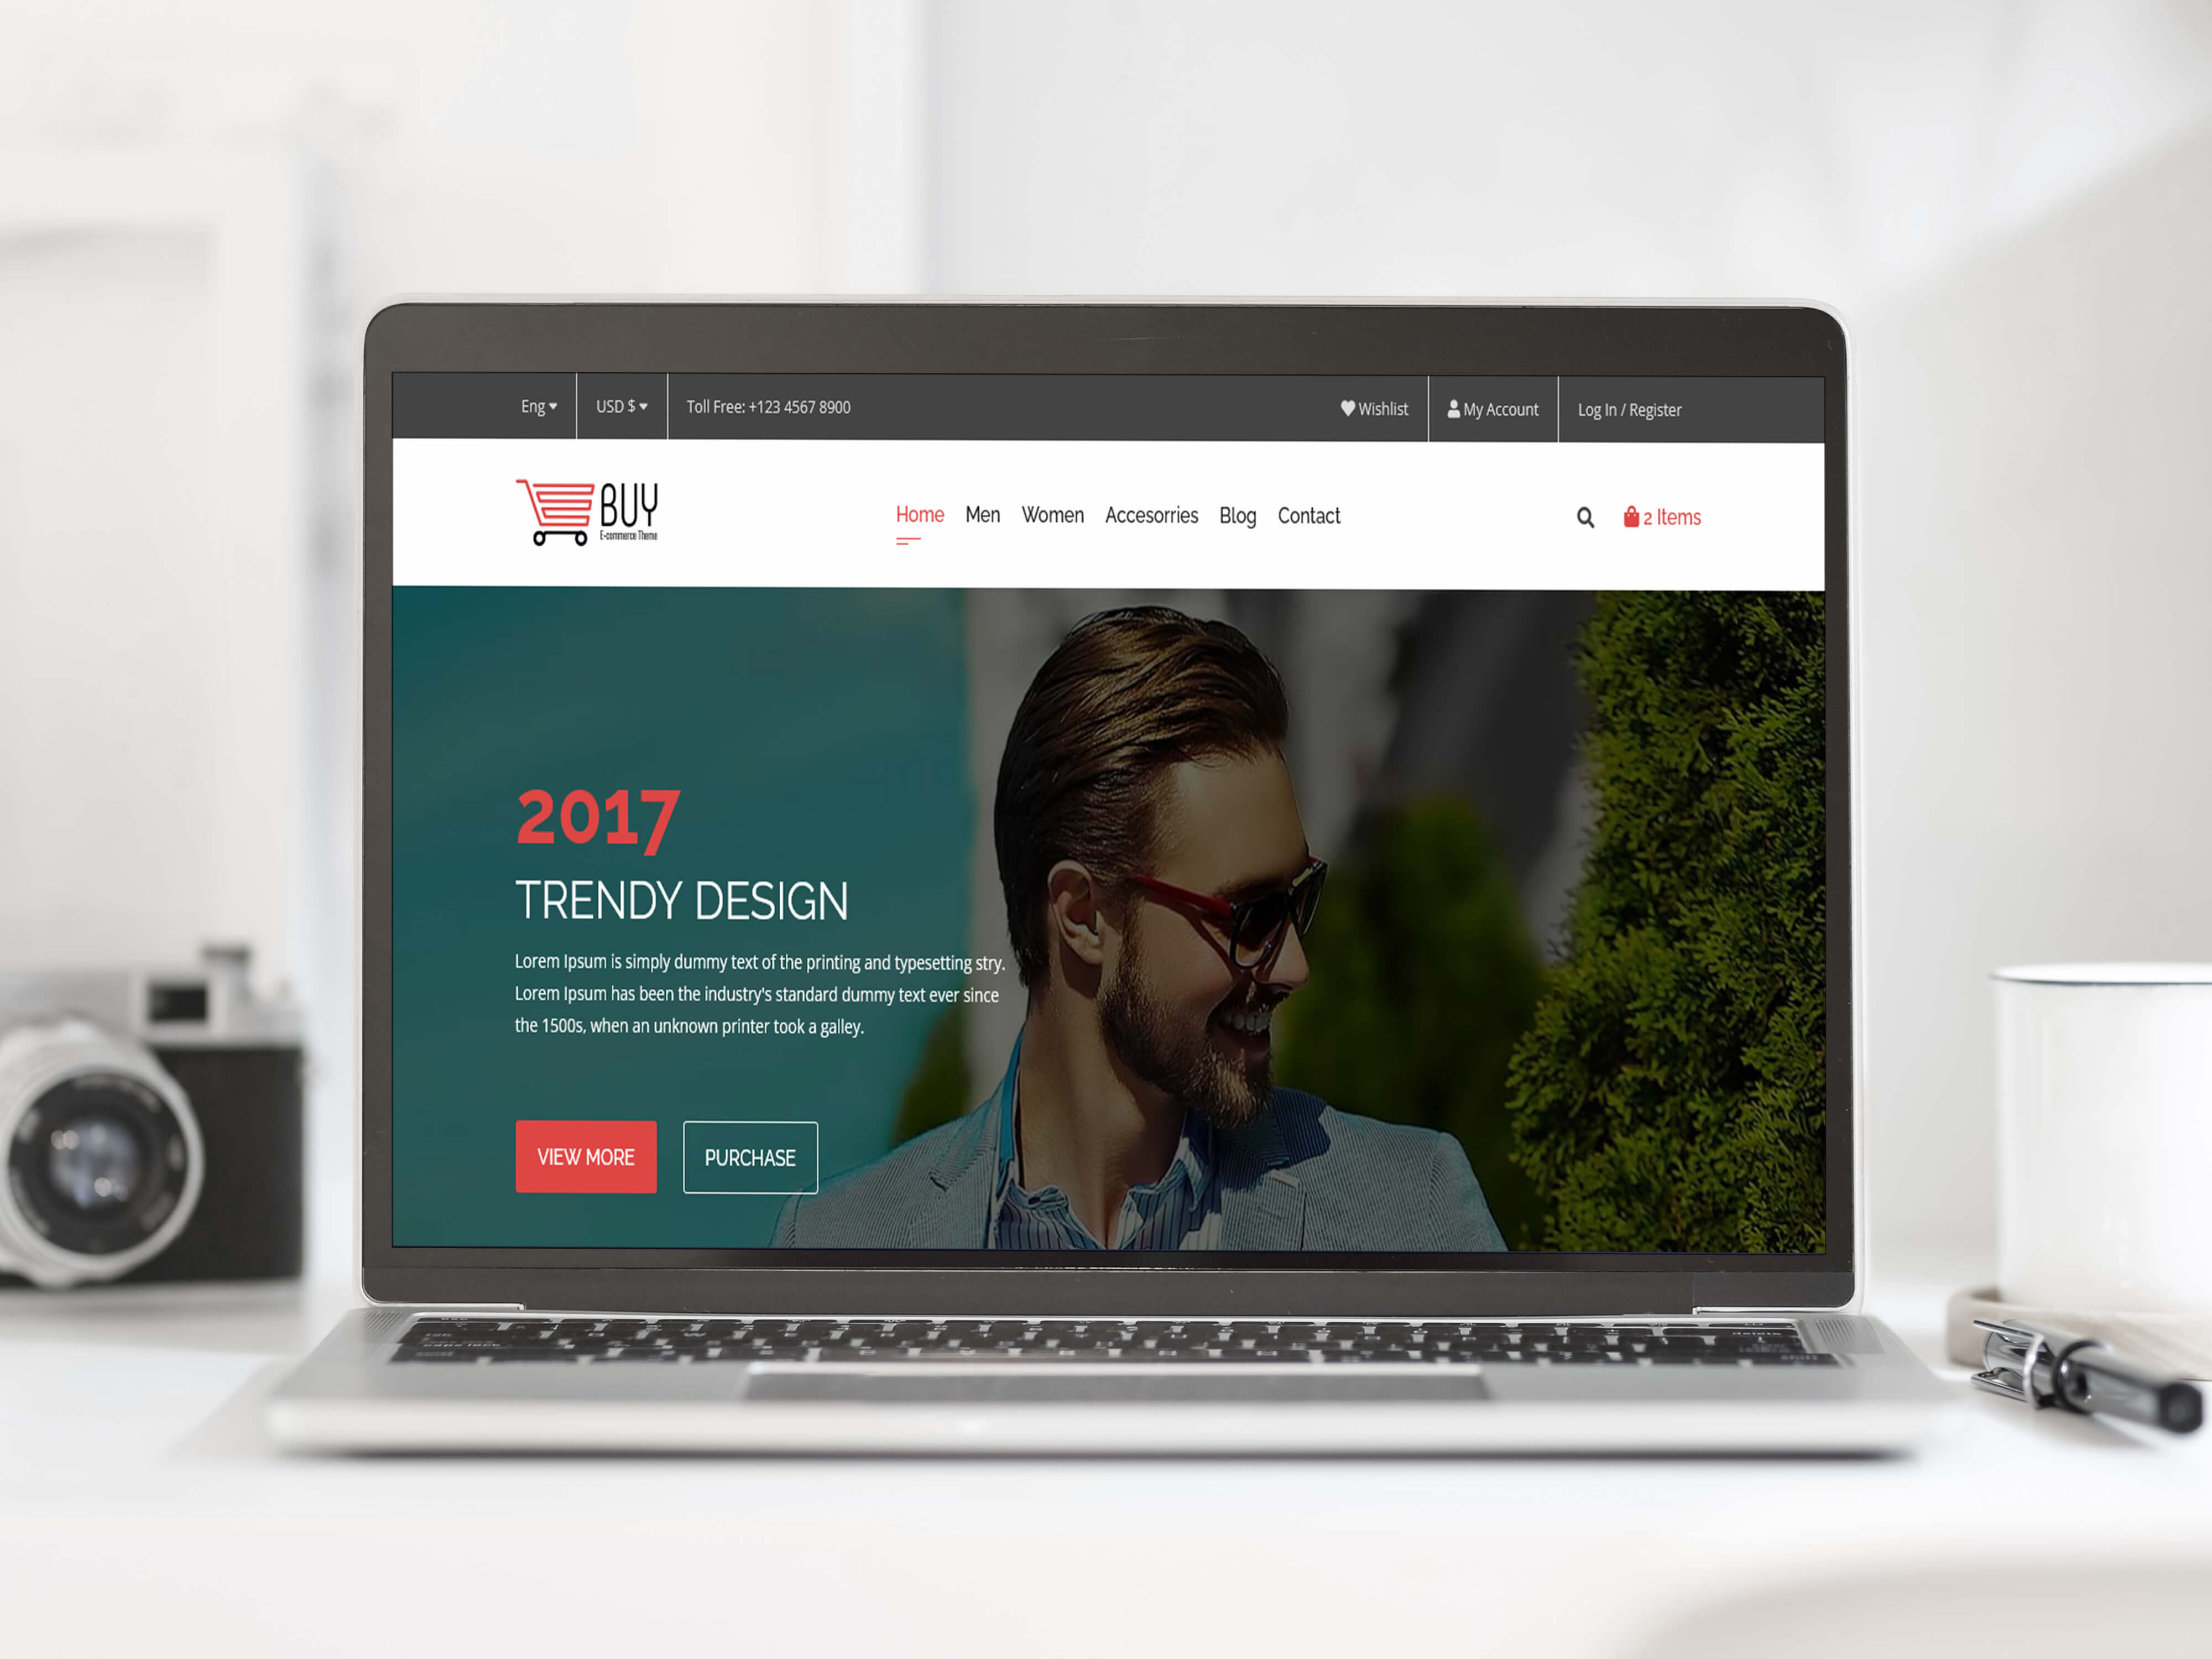 Eng
USD $
Toll Free: +123 4567 8900
Wishlist
My Account
Log In / Register
BUY
E-commerce Theme
Home
Men
Women
Accesorries
Blog
Contact
2 Items
2017
TRENDY DESIGN
Lorem Ipsum is simply dummy text of the printing and typesetting stry.
Lorem Ipsum has been the industry's standard dummy text ever since
the 1500s, when an unknown printer took a galley.
VIEW MORE
PURCHASE
caps lock
delete